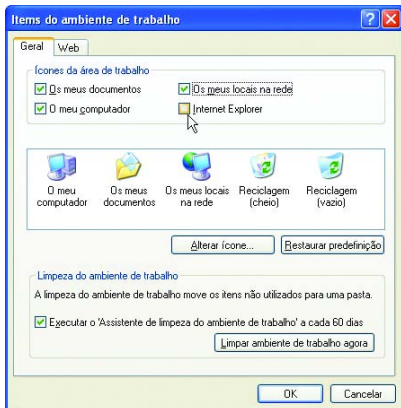 Items do ambiente de trabalho
Geral Web
Ícones da área de trabalho
Os meus documentos Os meus locais na rede
O meu computador Internet Explorer
O meu computador Os meus documentos Os meus locais na rede Reciclagem (cheio) Reciclagem (vazio)
Alterar ícone... Restaurar predefinição
Limpeza do ambiente de trabalho
A limpeza do ambiente de trabalho move os itens não utilizados para uma pasta.
Executar o 'Assistente de limpeza do ambiente de trabalho' a cada 60 dias
Limpar ambiente de trabalho agora
OK Cancelar